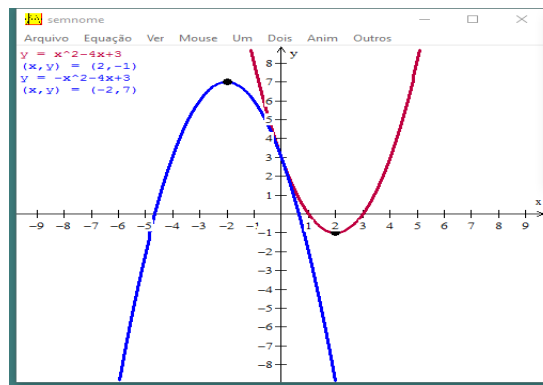 semnome
Arquivo Equação Ver Mouse Um Dois Anim Outros
y = x^2-4x+3
(x,y) = (2,-1)
y = -x^2-4x+3
(x,y) = (-2,7)
y
8
7
6
5
4
3
2
1
x
-9 -8 -7 -6 -5 -4 -3 -2 -1 1 2 3 4 5 6 7 8 9
-1
-2
-3
-4
-5
-6
-7
-8